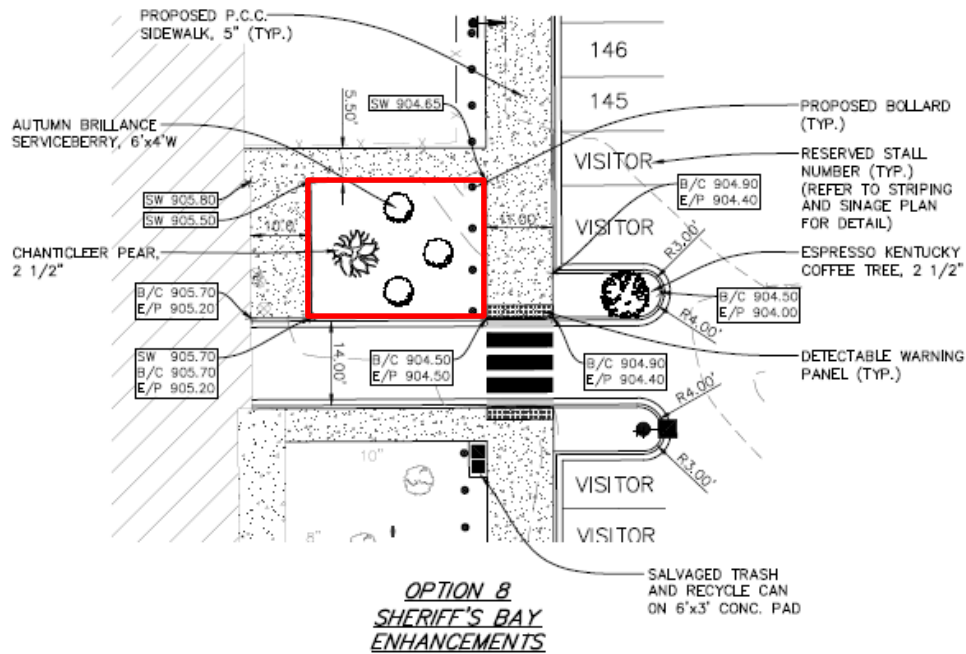 PROPOSED P.C.C.
SIDEWALK, 5" (TYP.)
146
145
5.50'
SW 904.65
AUTUMN BRILLANCE
SERVICEBERRY, 6'x4'W
PROPOSED BOLLARD
(TYP.)
VISITOR
RESERVED STALL
NUMBER (TYP.)
(REFER TO STRIPING
AND SINAGE PLAN
FOR DETAIL)
SW 905.80
SW 905.50
B/C 904.90
E/P 904.40
VISITOR
R3.00'
CHANTICLEER PEAR,
2 1/2"
ESPRESSO KENTUCKY
COFFEE TREE, 2 1/2"
B/C 905.70
E/P 905.20
B/C 904.50
E/P 904.00
R4.00'
SW 905.70
B/C 905.70
E/P 905.20
14.00'
B/C 904.50
E/P 904.50
B/C 904.90
E/P 904.40
DETECTABLE WARNING
PANEL (TYP.)
R4.00'
10"
R3.00'
VISITOR
8"
VISITOR
SALVAGED TRASH
AND RECYCLE CAN
ON 6'x3' CONC. PAD
OPTION 8
SHERIFF'S BAY
ENHANCEMENTS